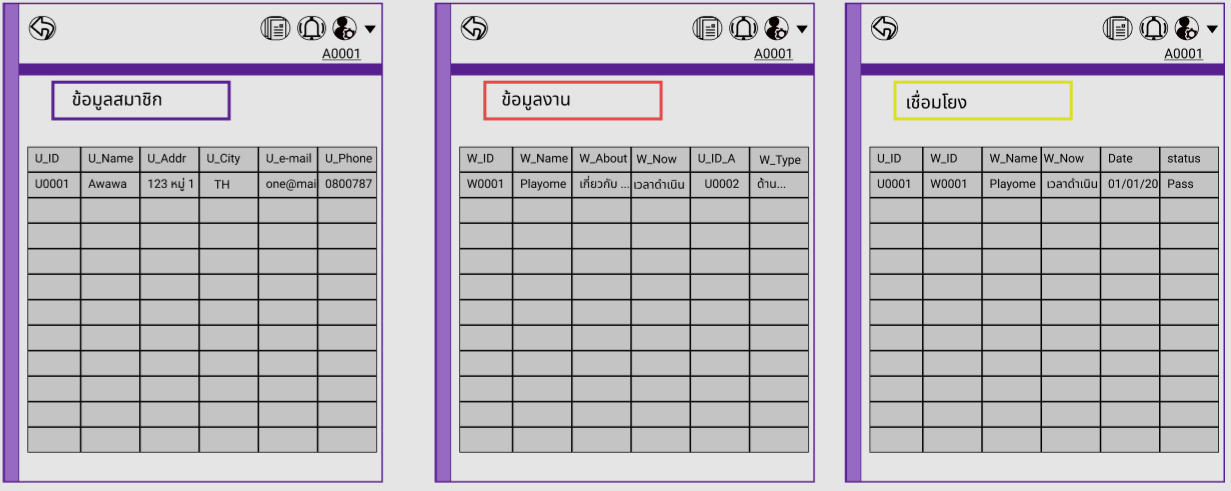 A0001
ข้อมูลสมาชิก
U_ID U_Name U_Addr U_City U_e-mail U_Phone
U0001 Awawa 123 หมู่ 1 TH one@mai 0800787
A0001
ข้อมูลงาน
W_ID W_Name W_About W_Now U_ID_A W_Type
W0001 Playome เกี่ยวกับ ... เวลาดำเนิน U0002 ด้าน...
A0001
เชื่อมโยง
U_ID W_ID W_Name W_Now Date status
U0001 W0001 Playome เวลาดำเนิน 01/01/20 Pass